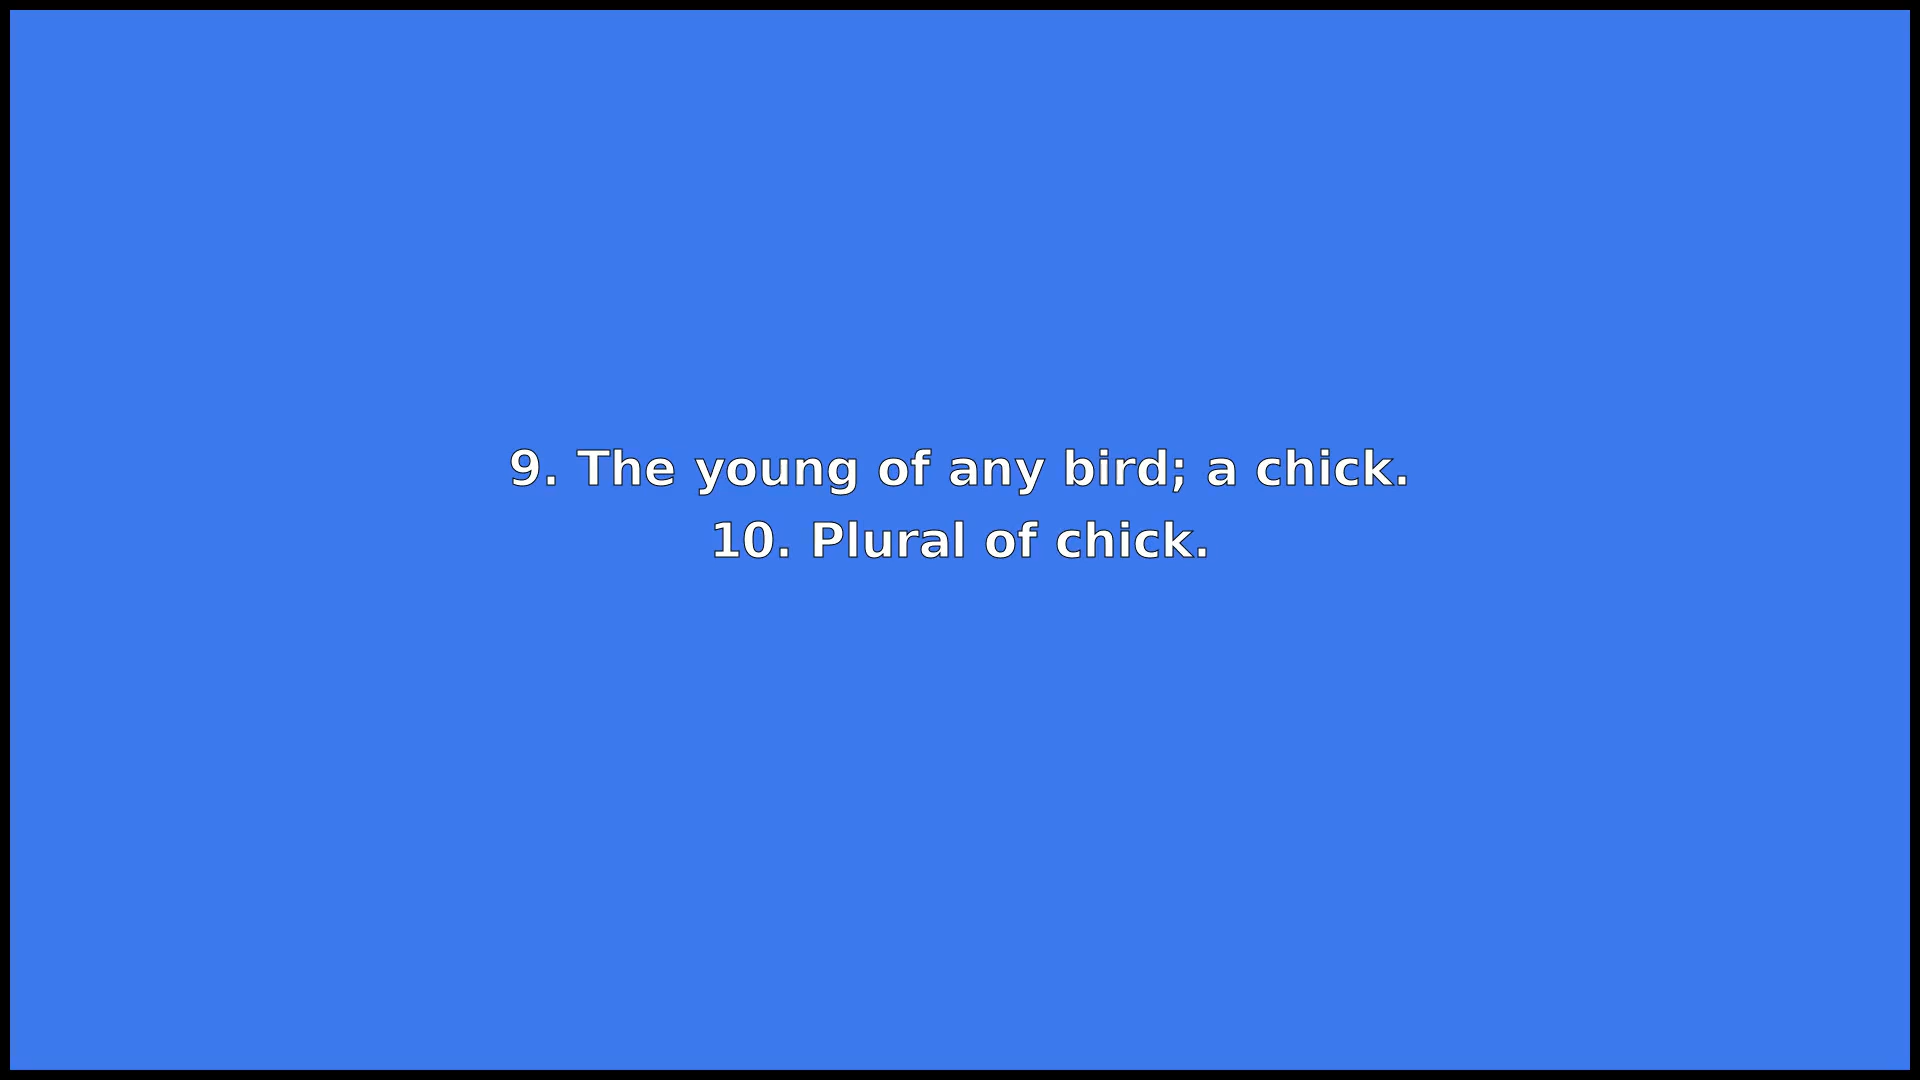 9. The young of any bird; a chick.
10. Plural of chick.